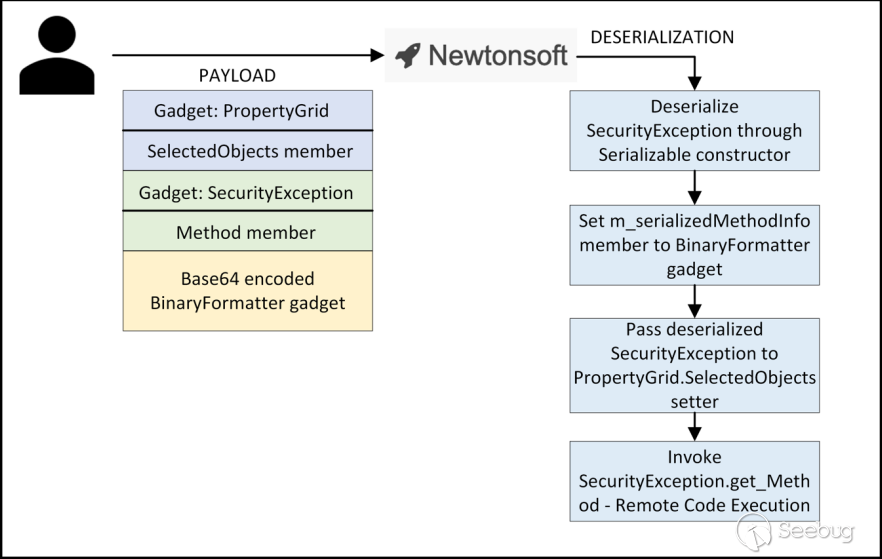 PAYLOAD
Gadget: PropertyGrid
SelectedObjects member
Gadget: SecurityException
Method member
Base64 encoded
BinaryFormatter gadget
Newtonsoft
DESERIALIZATION
Deserialize
SecurityException through
Serializable constructor
Set m_serializedMethodInfo
member to BinaryFormatter
gadget
Pass deserialized
SecurityException to
PropertyGrid.SelectedObjects
setter
Invoke
SecurityException.get_Meth
od - Remote Code Execution
Seebug